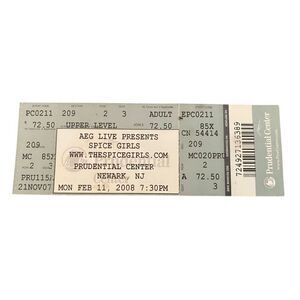 PC0211 209 2 3 ADULT EPC0211
$ 72.50 UPPER LEVEL $ 72.50 85X
AEG LIVE PRESENTS
SPICE GIRLS
WWW.THESPICEGIRLS.COM
PRUDENTIAL CENTER
NEWARK, NJ
MON FEB 11, 2008 7:30PM
209
MC 85X
PRU115J
21NOV07
CN 54414
209
MC020PRU
2
A 72.50
3
724927136389
Prudential Center